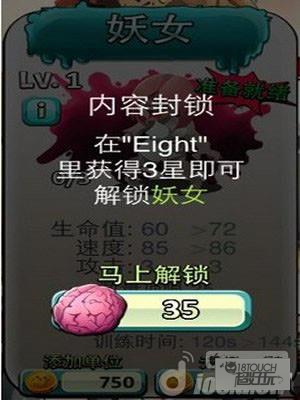 妖女
LV. 1
准备就绪
i
内容封锁
在"Eight"
里获得3星即可
解锁妖女
生命值: 60 >72
速度: 85 >86
马上解锁
35
训练时间: 120s >144
添加单位
750
18TOUCH